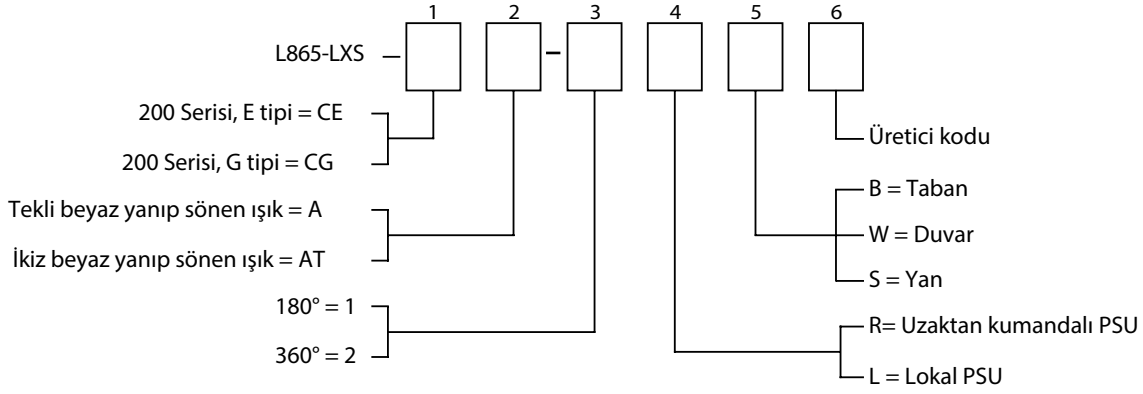 1 2 3 4 5 6
L865-LXS – –
200 Serisi, E tipi = CE
200 Serisi, G tipi = CG
Üretici kodu
Tekli beyaz yanıp sönen ışık = A
İkiz beyaz yanıp sönen ışık = AT
B = Taban
W = Duvar
S = Yan
180° = 1
360° = 2
R= Uzaktan kumandalı PSU
L = Lokal PSU